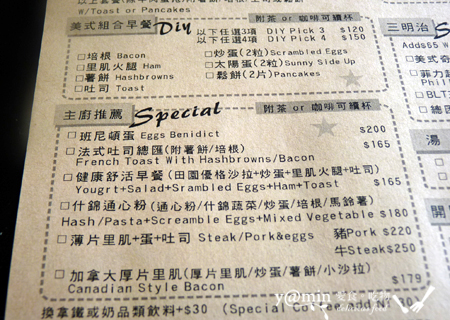 w/Toast or Pancakes
美式組合早餐 Diy 附茶 or 咖啡可續杯
以下任選3項 DIY Pick 3 $120
以下任選4項 DIY Pick 4 $150
□培根 Bacon □炒蛋(2粒)Scrambled Eggs
□里肌火腿 Ham □太陽蛋(2粒)Sunny Side Up
□薯餅 Hashbrowns □鬆餅(2片)Pancakes
□吐司 Toast
主廚推薦 Special 附茶 or 咖啡可續杯
□班尼頓蛋 Eggs Benidict $200
□法式吐司總匯(附薯餅/培根) $165
French Toast With Hashbrowns/Bacon
□健康舒活早餐(田園優格沙拉+炒蛋+里肌火腿+吐司)
Yougrt+Salad+Srambled Eggs+Ham+Toast $165
□什錦通心粉(通心粉/什錦蔬菜/炒蛋/培根/馬鈴薯)
Hash/Pasta+Screamble Eggs+Mixed Vegetable $180
□薄片里肌+蛋+吐司 Steak/Pork&eggs 豬Pork $220
牛Steak$250
□加拿大厚片里肌(厚片里肌/炒蛋/薯餅/小沙拉) $179
Canadian Style Bacon
換拿鐵或奶品類飲料+$30 (Special Coffee and
三明治
Adds65
□美式
□菲力
Phil
□BLT
□總
湯
開
y@min